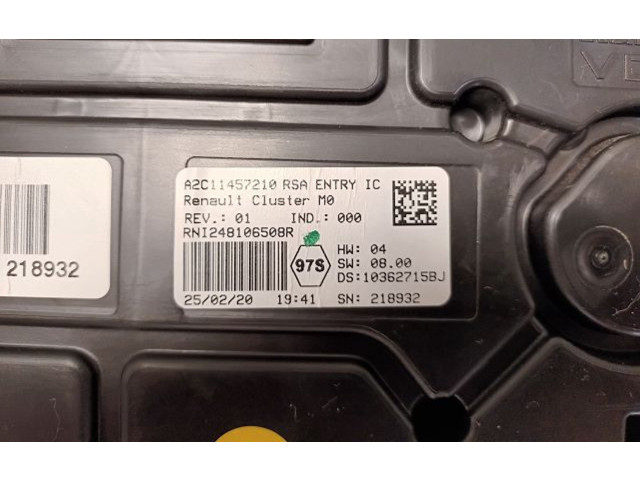 A2C11457210 RSA ENTRY IC
Renault Cluster M0
REV.: 01 IND.: 000
RNI248106508R
97S
HW: 04
SW: 08.00
DS:10362715BJ
25/02/20 19:41 SN: 218932
218932